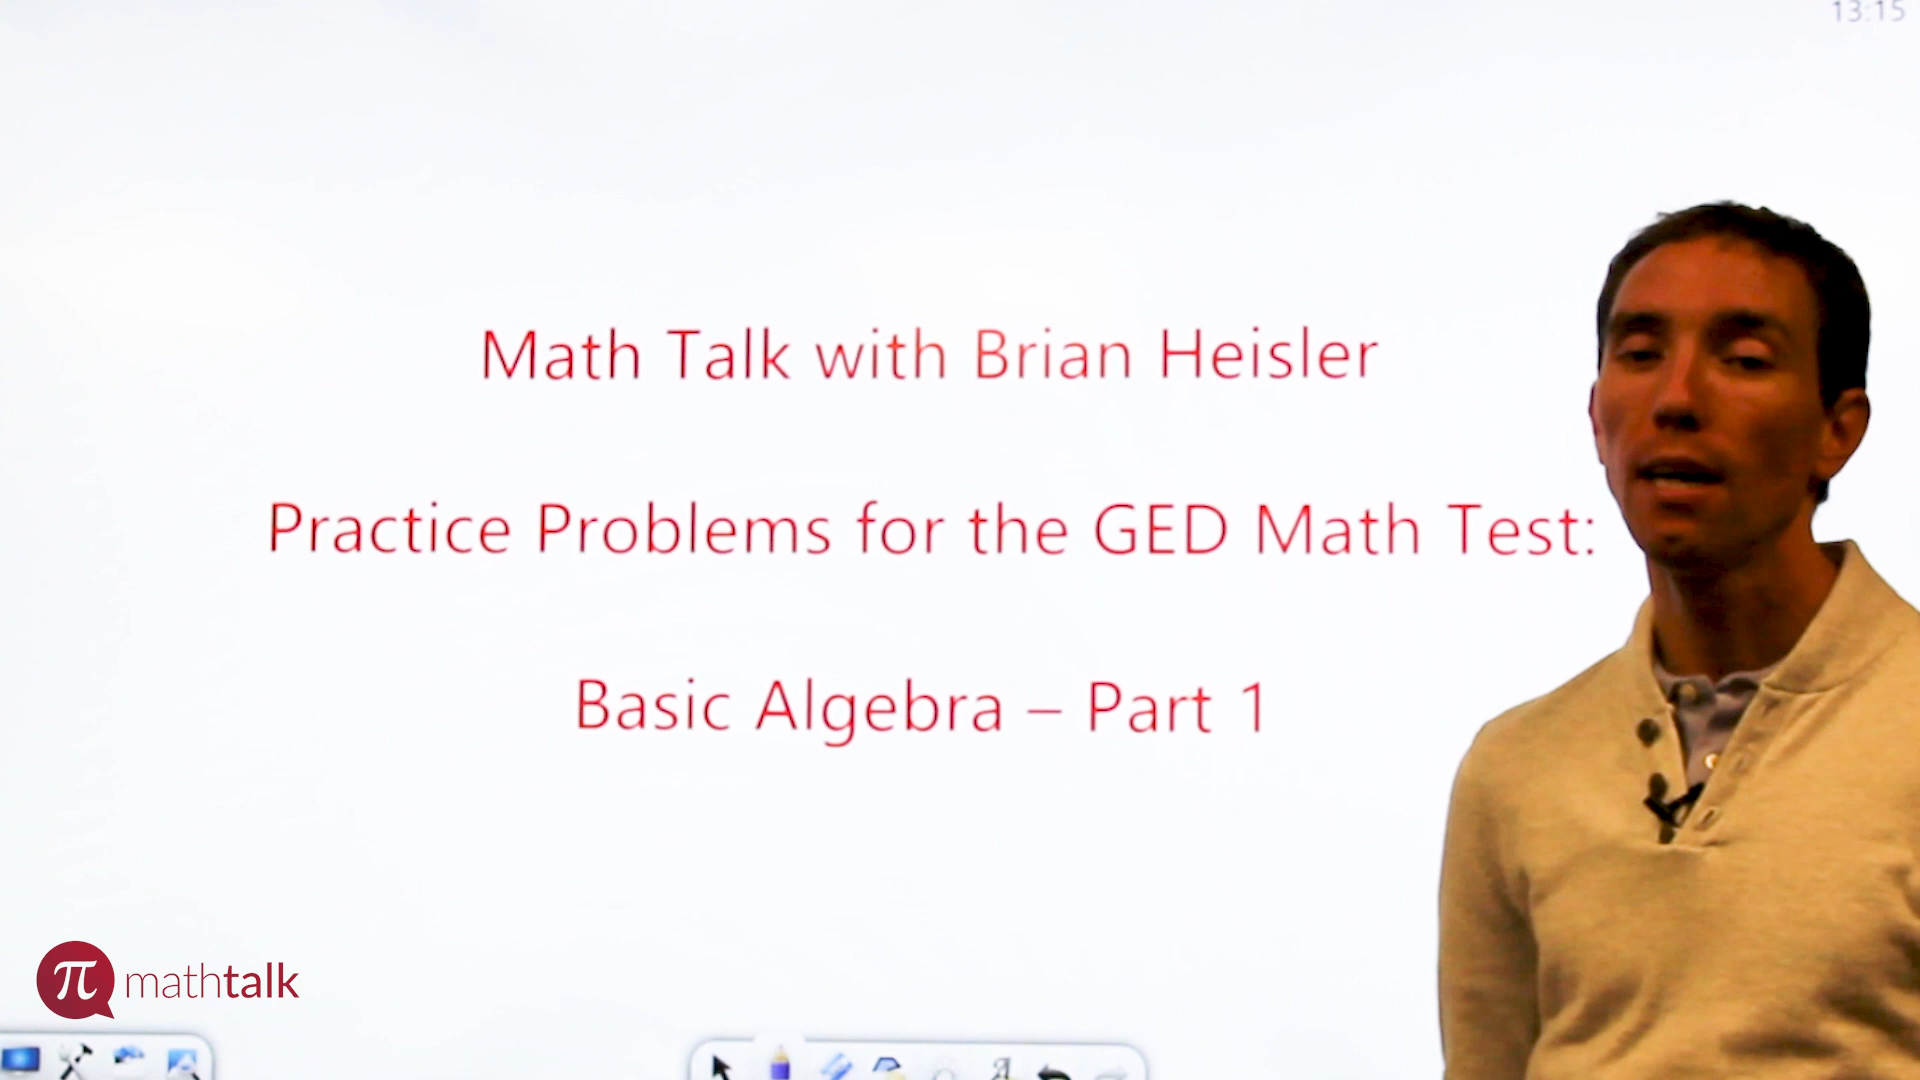 13:15
Math Talk with Brian Heisler
Practice Problems for the GED Math Test:
Basic Algebra – Part 1
π mathtalk